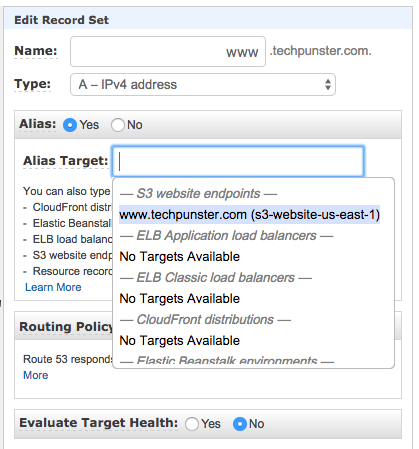 Edit Record Set
Name: www .techpunster.com.
Type: A – IPv4 address
Alias: Yes No
Alias Target:
You can also type
- CloudFront distr
- Elastic Beanstalk
- ELB load balanc
- S3 website endp
- Resource record
Learn More
— S3 website endpoints —
www.techpunster.com (s3-website-us-east-1)
— ELB Application load balancers —
No Targets Available
— ELB Classic load balancers —
No Targets Available
— CloudFront distributions —
No Targets Available
— Elastic Beanstalk environments —
Routing Policy
Route 53 responds
More
Evaluate Target Health: Yes No